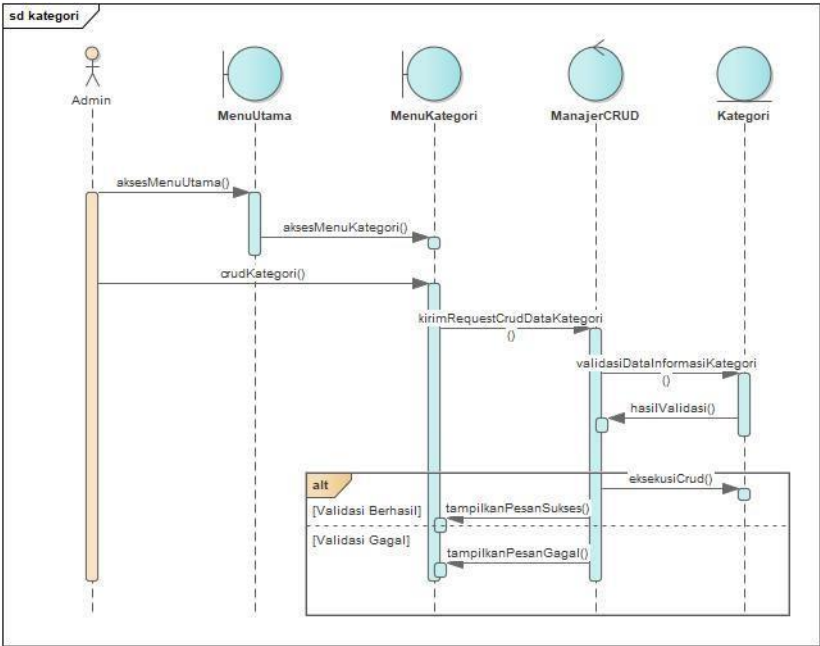 sd kategori
Admin
MenuUtama
MenuKategori
ManajerCRUD
Kategori
aksesMenuUtama()
aksesMenuKategori()
crudKategori()
kirimRequestCrudDataKategori
()
validasiDataInformasiKategori
()
hasilValidasi()
alt
eksekusiCrud()
[Validasi Berhasil]
tampilkanPesanSukses()
[Validasi Gagal]
tampilkanPesanGagal()